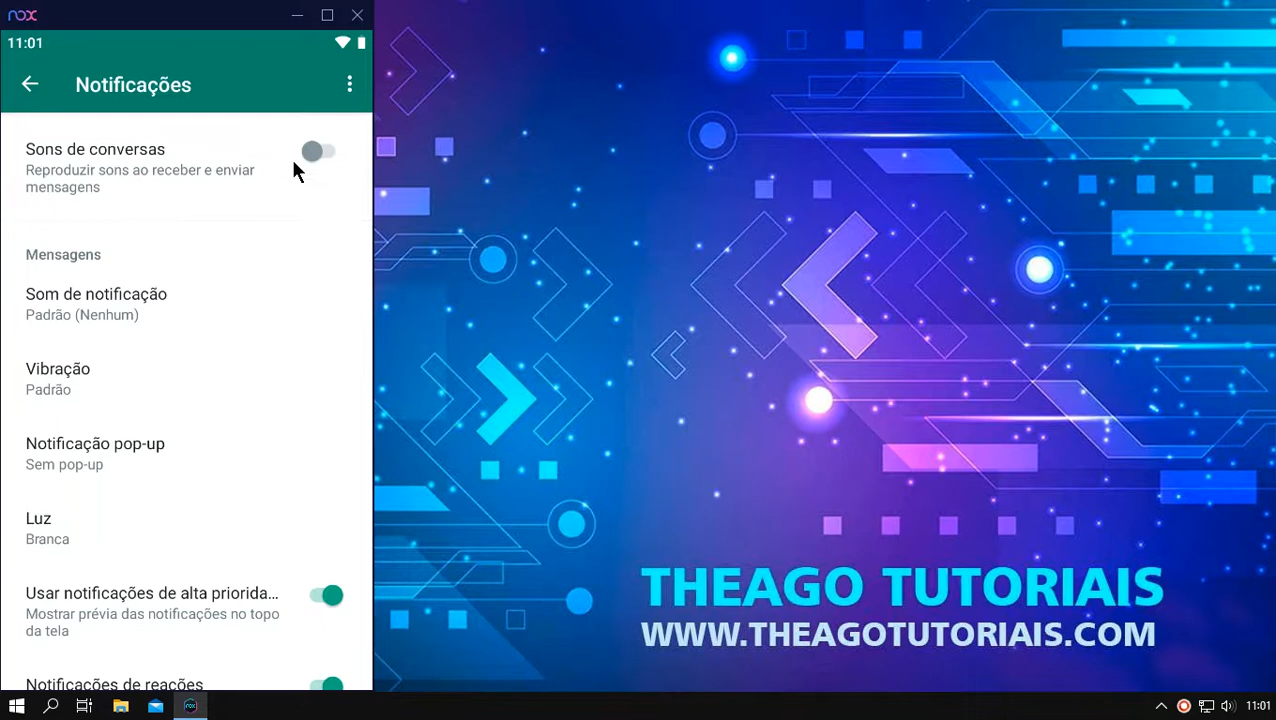 nox
11:01
Notificações
Sons de conversas
Reproduzir sons ao receber e enviar
mensagens
Mensagens
Som de notificação
Padrão (Nenhum)
Vibração
Padrão
Notificação pop-up
Sem pop-up
Luz
Branca
Usar notificações de alta priorida...
Mostrar prévia das notificações no topo
da tela
Notificações de reações
THEAGO TUTORIAIS
WWW.THEAGOTUTORIAIS.COM
11:01